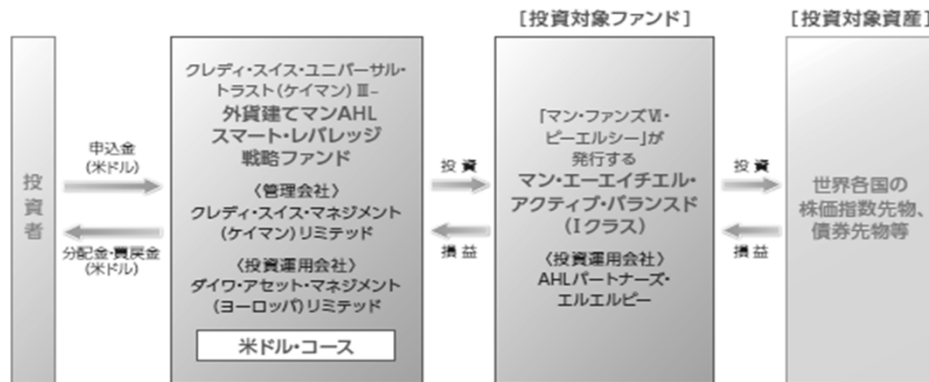 [投資対象ファンド]
[投資対象資産]
投資者
申込金
(米ドル)
分配金・買戻金
(米ドル)
クレディ・スイス・ユニバーサル・
トラスト(ケイマン)Ⅲ–
外貨建てマンAHL
スマート・レバレッジ
戦略ファンド
〈管理会社〉
クレディ・スイス・マネジメント
(ケイマン)リミテッド
〈投資運用会社〉
ダイワ・アセット・マネジメント
(ヨーロッパ)リミテッド
米ドル・コース
投資
損益
「マン・ファンズⅥ・
ピーエルシー」が
発行する
マン・エーエイチエル・
アクティブ・バランスド
(Ⅰクラス)
〈投資運用会社〉
AHLパートナーズ・
エルエルピー
投資
損益
世界各国の
株価指数先物、
債券先物等